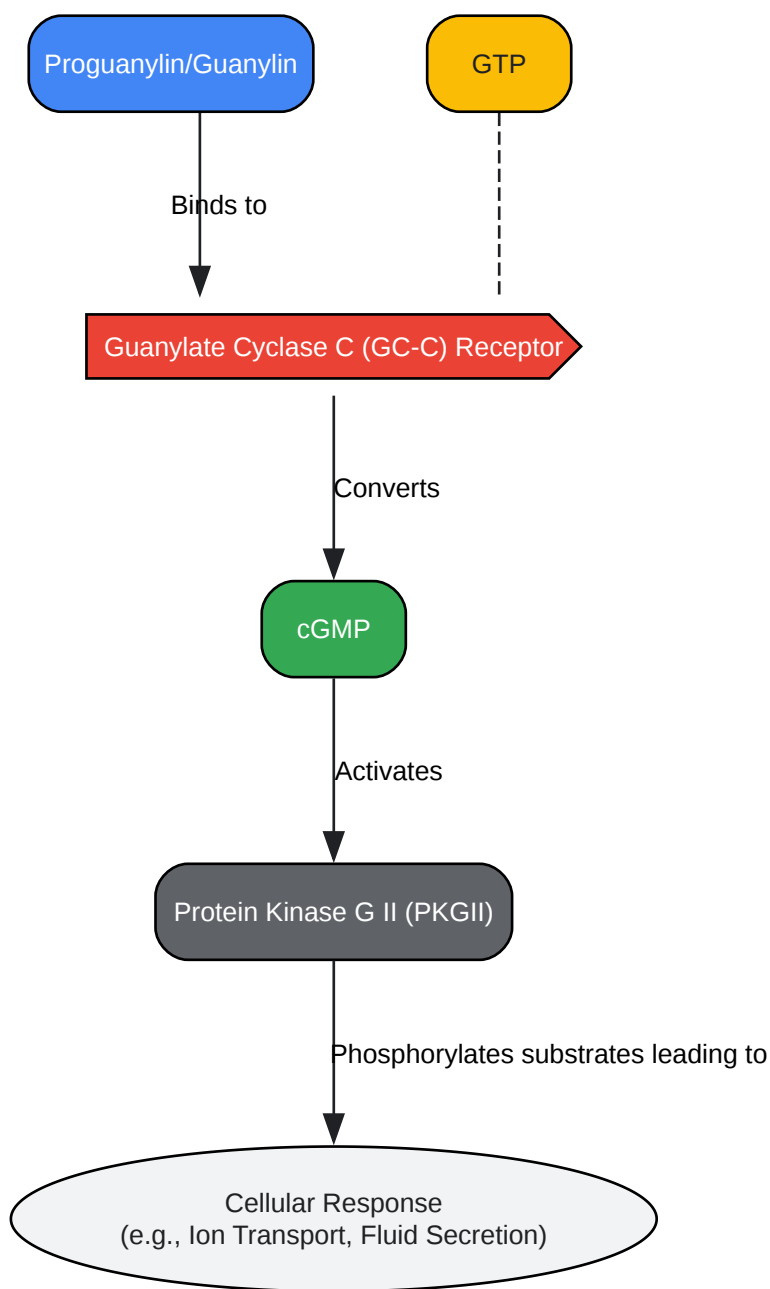 Proguanylin/Guanylin
GTP
Binds to
Guanylate Cyclase C (GC-C) Receptor
Converts
cGMP
Activates
Protein Kinase G II (PKGII)
Phosphorylates substrates leading to
Cellular Response
(e.g., Ion Transport, Fluid Secretion)